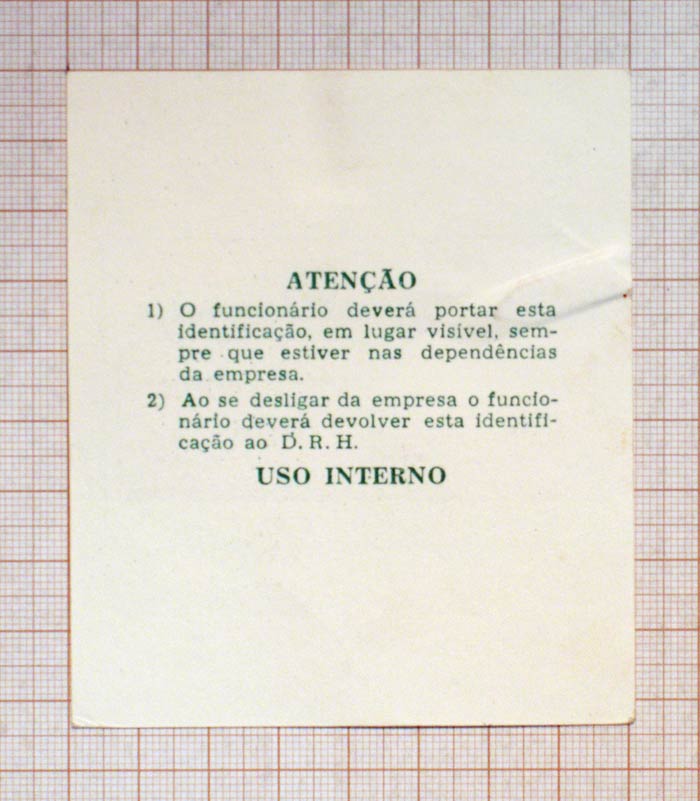 ATENÇÃO
1) O funcionário deverá portar esta
identificação, em lugar visível, sem-
pre que estiver nas dependências
da empresa.
2) Ao se desligar da empresa o funcio-
nário deverá devolver esta identifi-
cação ao D. R. H.
USO INTERNO